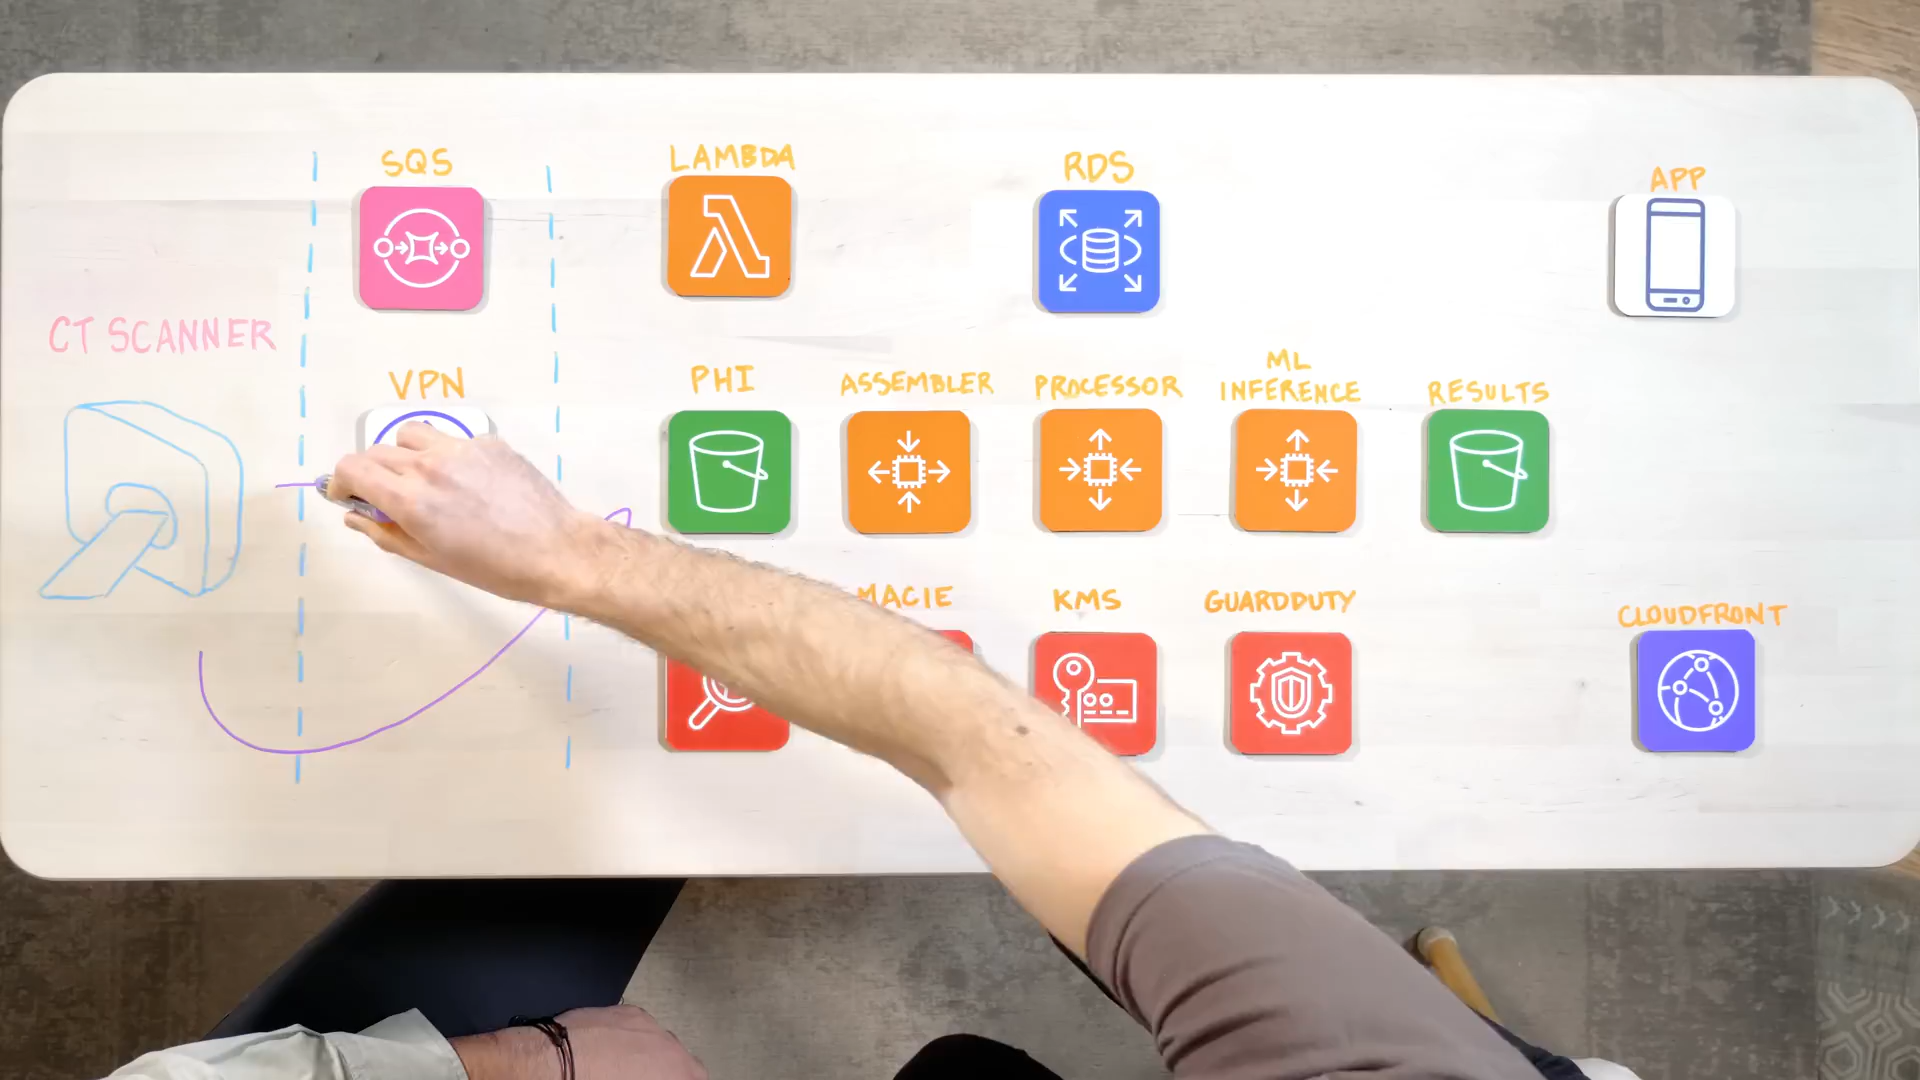 SQS
LAMBDA
RDS
APP
CT SCANNER
VPN
PHI
ASSEMBLER
PROCESSOR
ML
INFERENCE
RESULTS
MACIE
KMS
GUARDDUTY
CLOUDFRONT